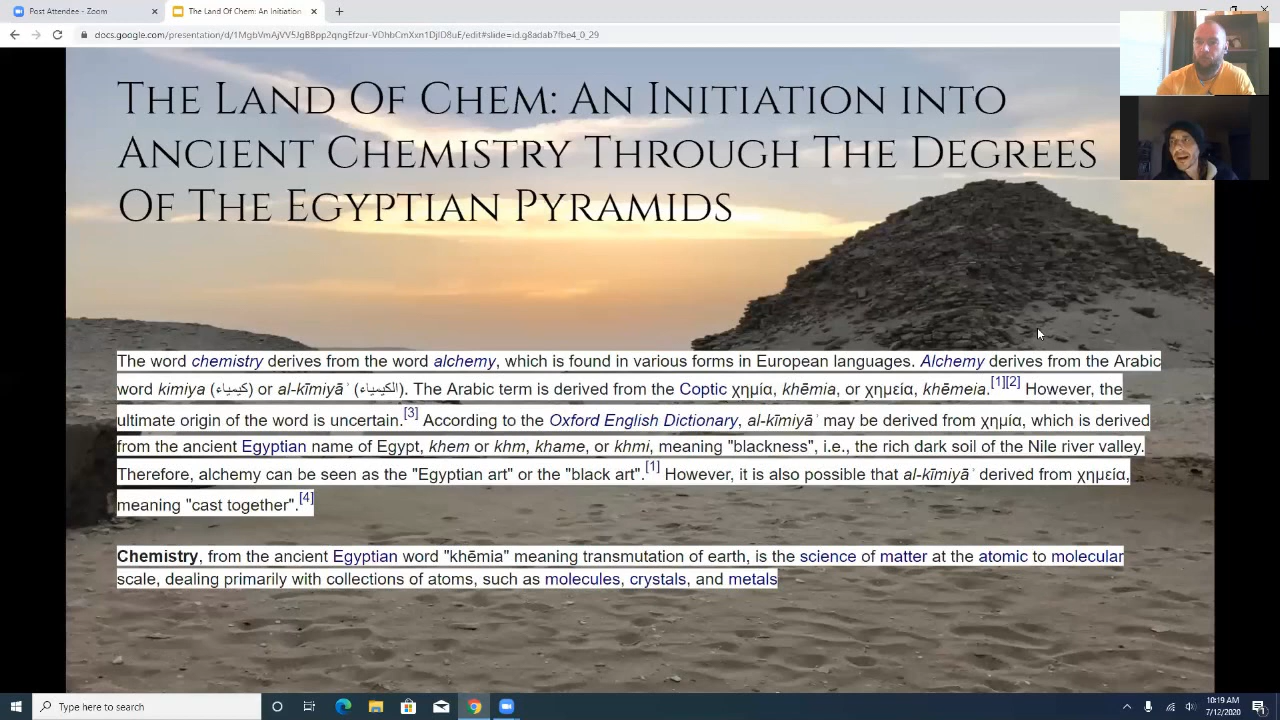 Post Attendee - Zoom
The Land Of Chem: An Initiation
docs.google.com/presentation/d/1MgbVmAjVV5JgBBpp2qngEfzur-VDhbCmXxn1DjlD8uE/edit#slide=id.g8adab7fbe4_0_29
The Land Of Chem: An Initiation into
Ancient Chemistry Through The Degrees
Of The Egyptian Pyramids
The word chemistry derives from the word alchemy, which is found in various forms in European languages. Alchemy derives from the Arabic
word kimiya (كيمياء) or al-kīmiyāʾ (الكيمياء). The Arabic term is derived from the Coptic χημία, khēmia, or χημεία, khēmeia.[1][2] However, the
ultimate origin of the word is uncertain.[3] According to the Oxford English Dictionary, al-kīmiyāʾ may be derived from χημία, which is derived
from the ancient Egyptian name of Egypt, khem or khm, khame, or khmi, meaning "blackness", i.e., the rich dark soil of the Nile river valley.
Therefore, alchemy can be seen as the "Egyptian art" or the "black art".[1] However, it is also possible that al-kīmiyāʾ derived from χημεία,
meaning "cast together".[4]
Chemistry, from the ancient Egyptian word "khēmia" meaning transmutation of earth, is the science of matter at the atomic to molecular
scale, dealing primarily with collections of atoms, such as molecules, crystals, and metals
Type here to search
10:19 AM
7/12/2020